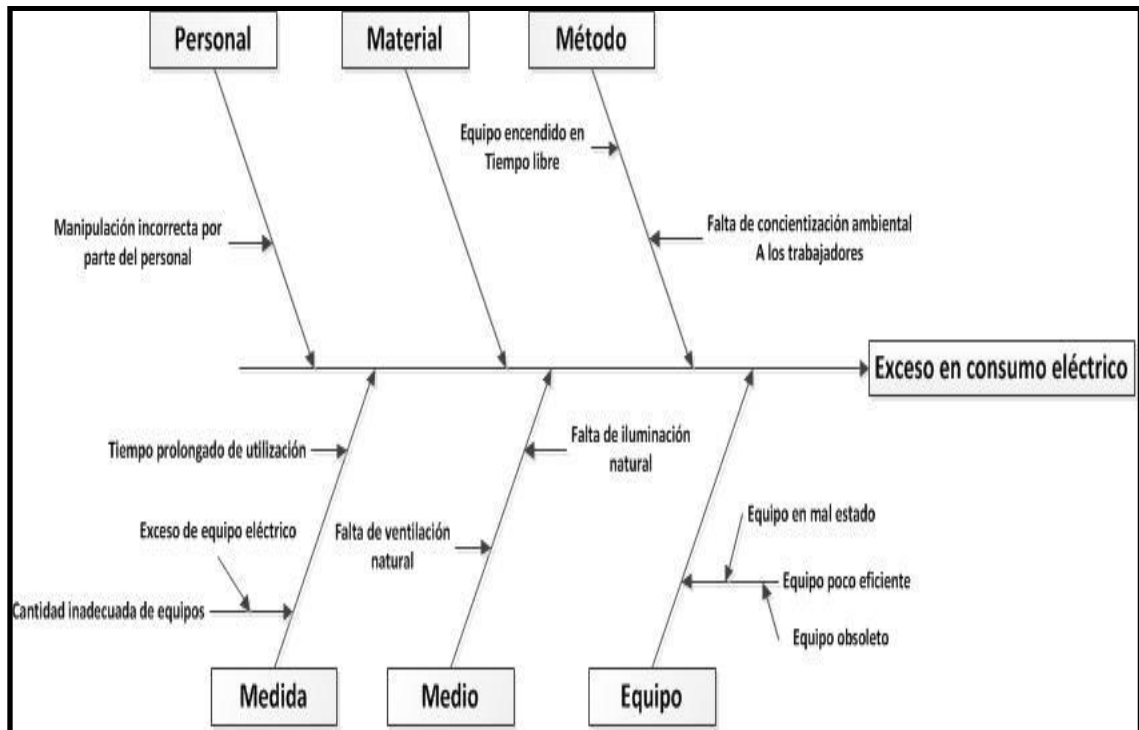 Personal
Material
Método
Equipo encendido en
Tiempo libre
Manipulación incorrecta por
parte del personal
Falta de concientización ambiental
A los trabajadores
Exceso en consumo eléctrico
Tiempo prolongado de utilización
Falta de iluminación
natural
Exceso de equipo eléctrico
Falta de ventilación
natural
Equipo en mal estado
Cantidad inadecuada de equipos
Equipo poco eficiente
Equipo obsoleto
Medida
Medio
Equipo